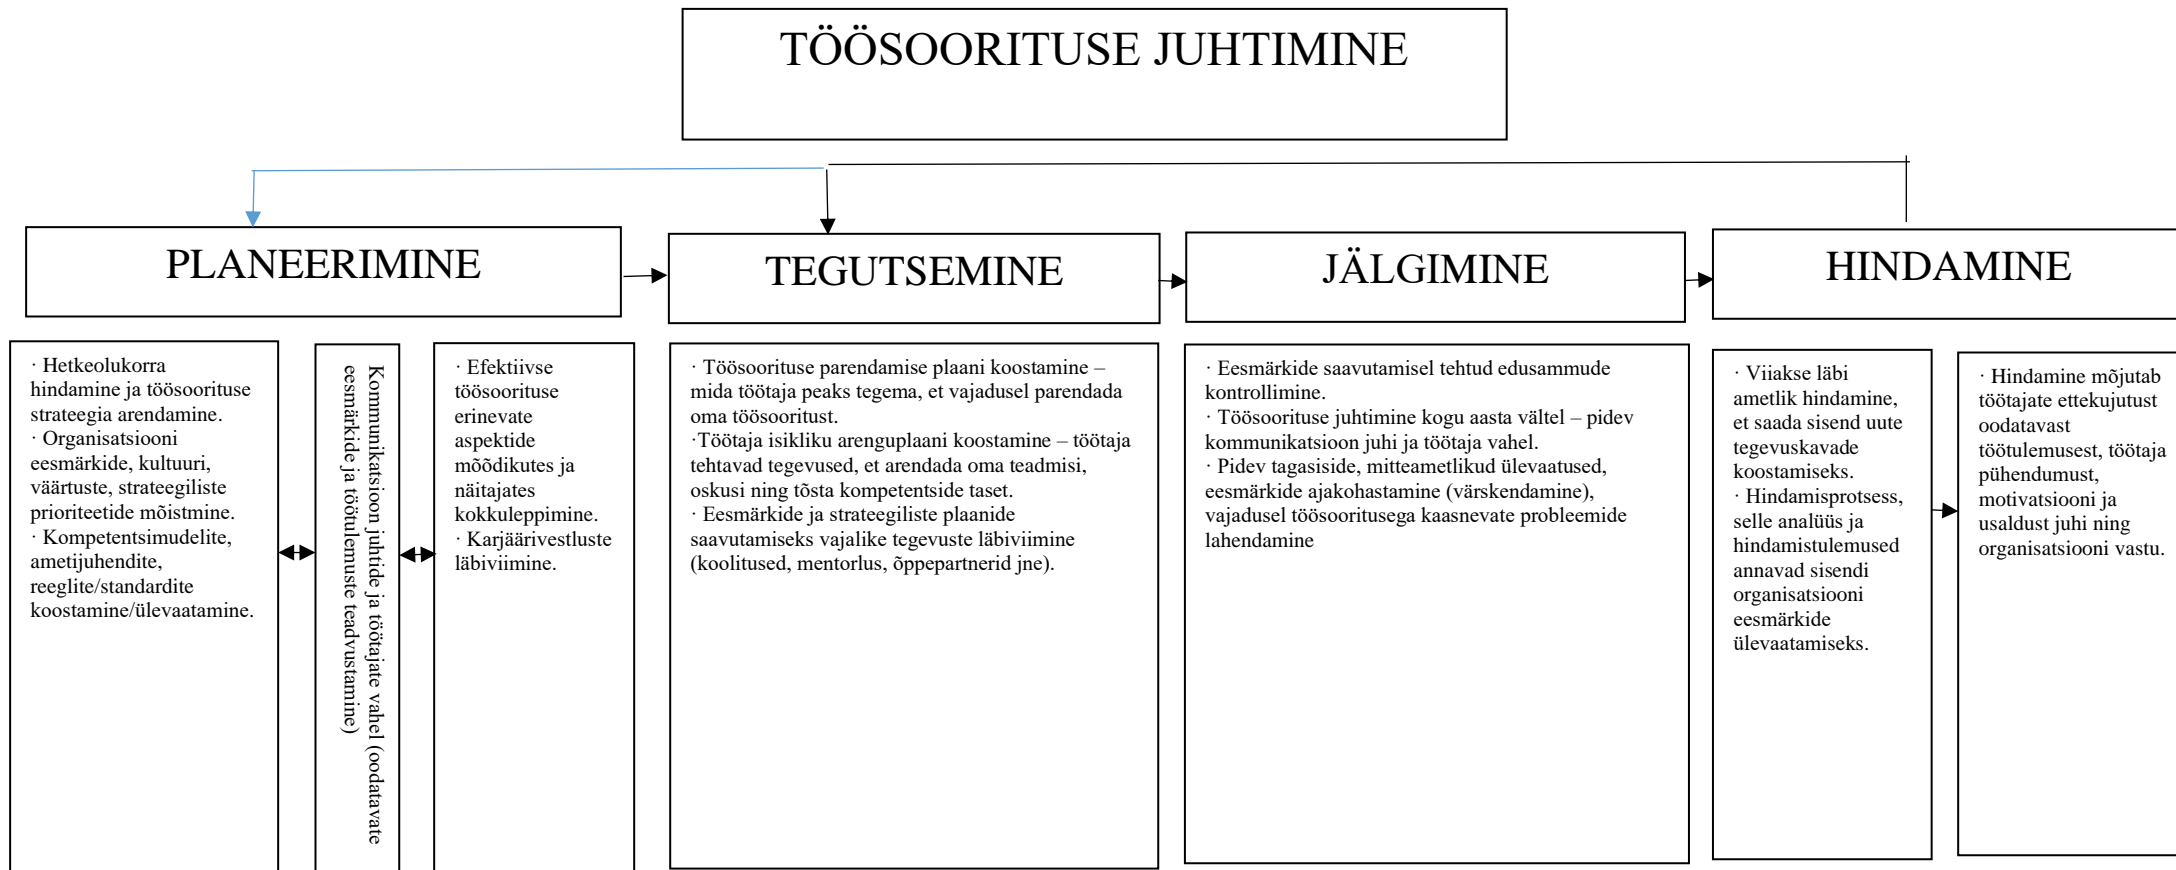 TÖÖSOORITUSE JUHTIMINE
PLANEERIMINE
TEGUTSEMINE
JÄLGIMINE
HINDAMINE
· Hetkeolukorra
hindamine ja töösoorituse
strateegia arendamine.
· Organisatsiooni
eesmärkide, kultuuri,
väärtuste, strateegiliste
prioriteetide mõistmine.
· Kompetentsimudelite,
ametijuhendite,
reeglite/standardite
koostamine/ülevaatamine.
Kommunikatsioon juhtide ja töötajate vahel (oodatavate
eesmärkide ja töötulemuste teadvustamine)
· Efektiivse
töösoorituse
erinevate
aspektide
mõõdikutes ja
näitajates
kokkuleppimine.
· Karjäärivestluste
läbiviimine.
· Töösoorituse parendamise plaani koostamine –
mida töötaja peaks tegema, et vajadusel parendada
oma töösooritust.
·Töötaja isikliku arenguplaani koostamine – töötaja
tehtavad tegevused, et arendada oma teadmisi,
oskusi ning tõsta kompetentside taset.
· Eesmärkide ja strateegiliste plaanide
saavutamiseks vajalike tegevuste läbiviimine
(koolitused, mentorlus, õppepartnerid jne).
· Eesmärkide saavutamisel tehtud edusammude
kontrollimine.
· Töösoorituse juhtimine kogu aasta vältel – pidev
kommunikatsioon juhi ja töötaja vahel.
· Pidev tagasiside, mitteametlikud ülevaatused,
eesmärkide ajakohastamine (värskendamine),
vajadusel töösooritusega kaasnevate probleemide
lahendamine
· Viiakse läbi
ametlik hindamine,
et saada sisend uute
tegevuskavade
koostamiseks.
· Hindamisprotsess,
selle analüüs ja
hindamistulemused
annavad sisendi
organisatsiooni
eesmärkide
ülevaatamiseks.
· Hindamine mõjutab
töötajate ettekujutust
oodatavast
töötulemusest, töötaja
pühendumust,
motivatsiooni ja
usaldust juhi ning
organisatsiooni vastu.